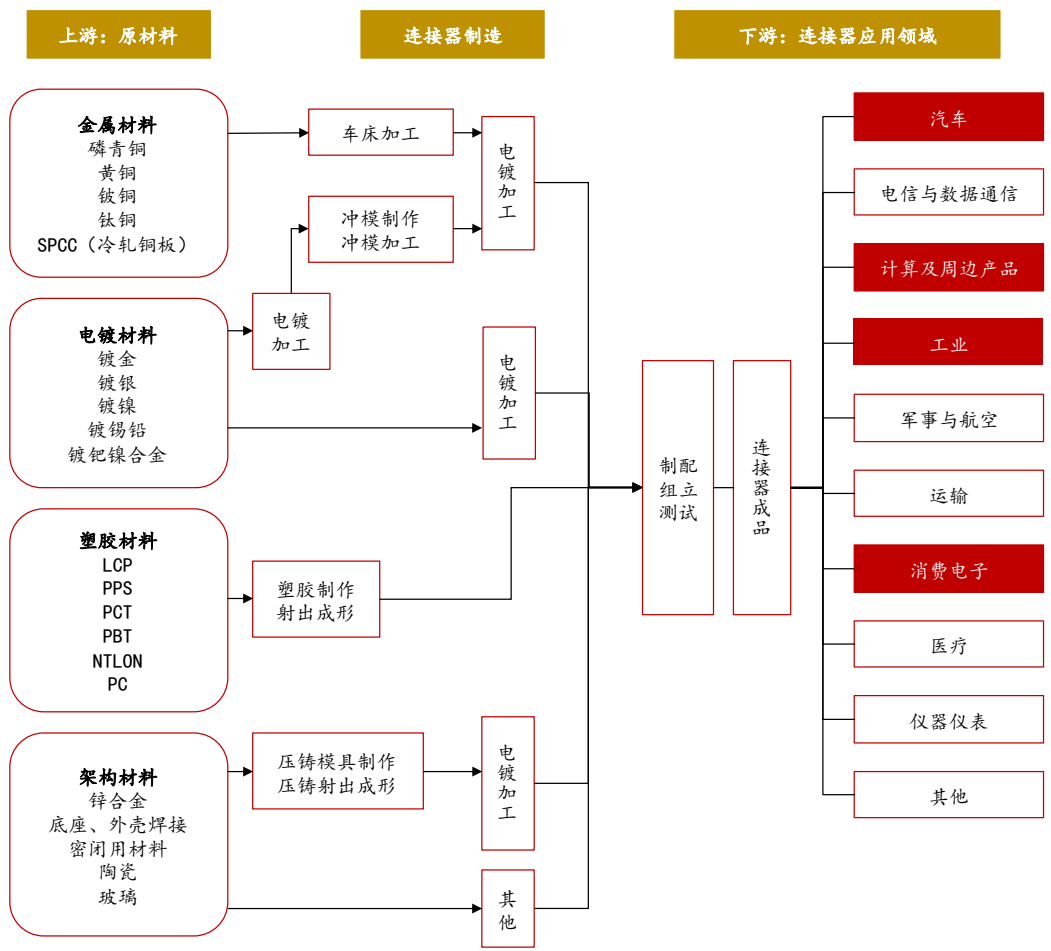 上游：原材料
连接器制造
下游：连接器应用领域
金属材料
磷青铜
黄铜
铍铜
钛铜
SPCC（冷轧铜板）
电镀材料
镀金
镀银
镀镍
镀锡铅
镀钯镍合金
塑胶材料
LCP
PPS
PCT
PBT
NTLON
PC
架构材料
锌合金
底座、外壳焊接
密闭用材料
陶瓷
玻璃
车床加工
冲模制作
冲模加工
电镀
加工
塑胶制作
射出成形
压铸模具制作
压铸射出成形
电镀加工
电镀加工
电镀加工
其他
制配
组立
测试
连接器成品
汽车
电信与数据通信
计算及周边产品
工业
军事与航空
运输
消费电子
医疗
仪器仪表
其他